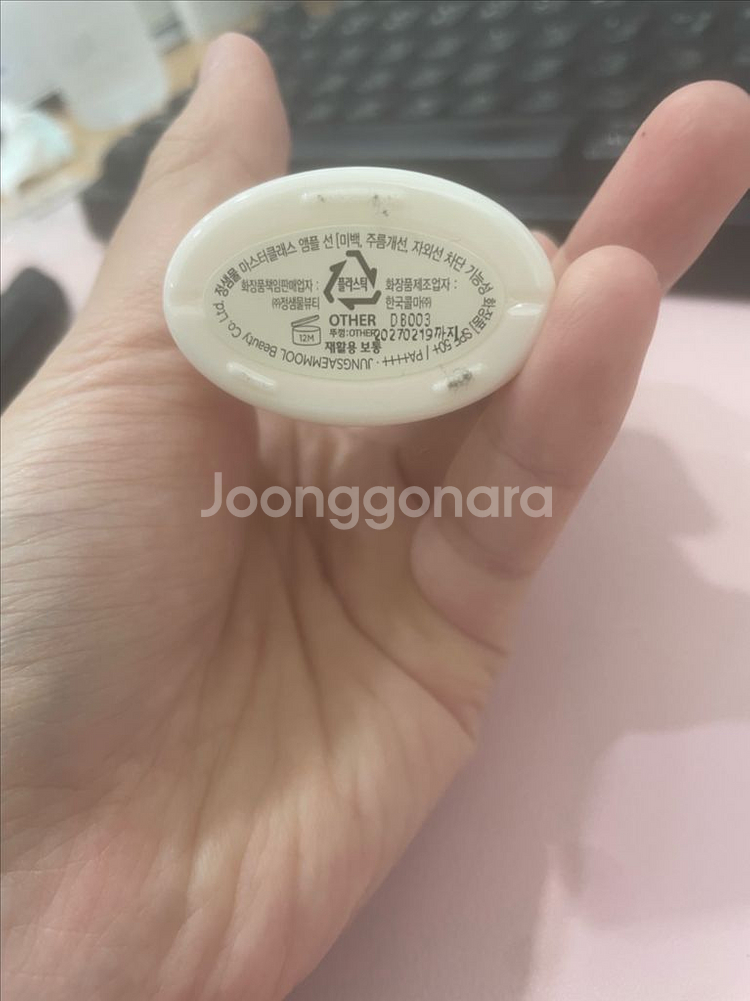 정샘물 마스터클래스 앰플 선 [미백, 주름개선, 자외선 차단 기능성 화장품] SPF 50+ / PA++++ · JUNGSAEMMOOL Beauty Co., Ltd.
화장품책임판매업자 :
㈜정샘물뷰티
플라스틱
화장품제조업자 :
한국콜마㈜
OTHER
뚜껑:OTHER
재활용 보통
12M
DB003
20270219까지
Joonggonara